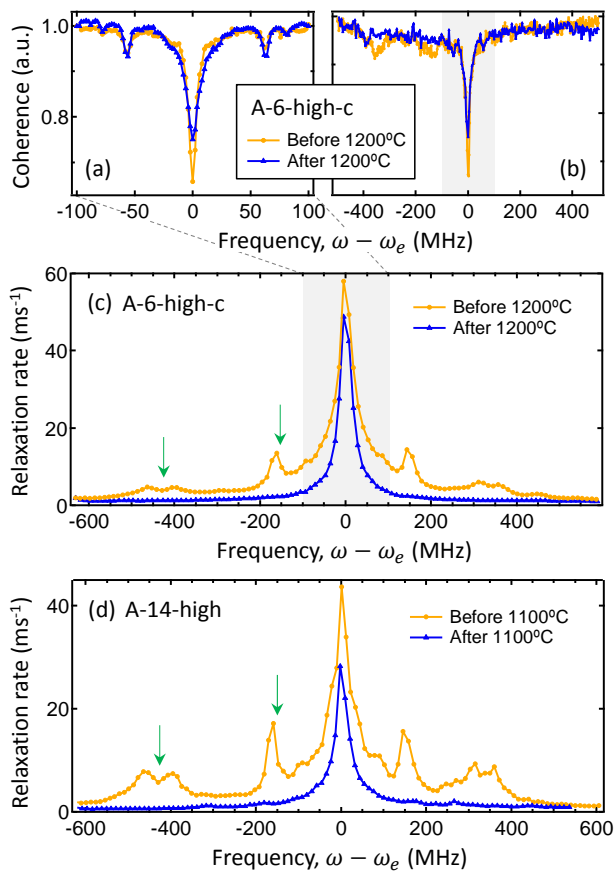 Coherence (a.u.)
1.0
0.8
(a)
(b)
A-6-high-c
Before 1200ºC
After 1200ºC
-100 -50 0 50 100
-400 -200 0 200 400
Frequency, ω − ωₑ (MHz)
Relaxation rate (ms⁻¹)
60
40
20
0
(c) A-6-high-c
Before 1200ºC
After 1200ºC
-600 -400 -200 0 200 400
Frequency, ω − ωₑ (MHz)
Relaxation rate (ms⁻¹)
40
20
0
(d) A-14-high
Before 1100ºC
After 1100ºC
-600 -400 -200 0 200 400 600
Frequency, ω − ωₑ (MHz)